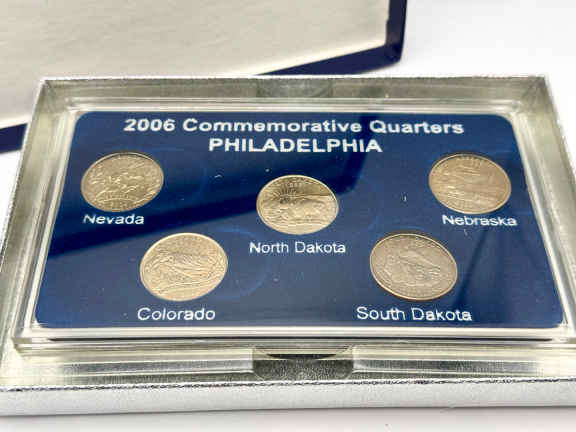 2006 Commemorative Quarters
PHILADELPHIA
Nevada
North Dakota
Nebraska
Colorado
South Dakota